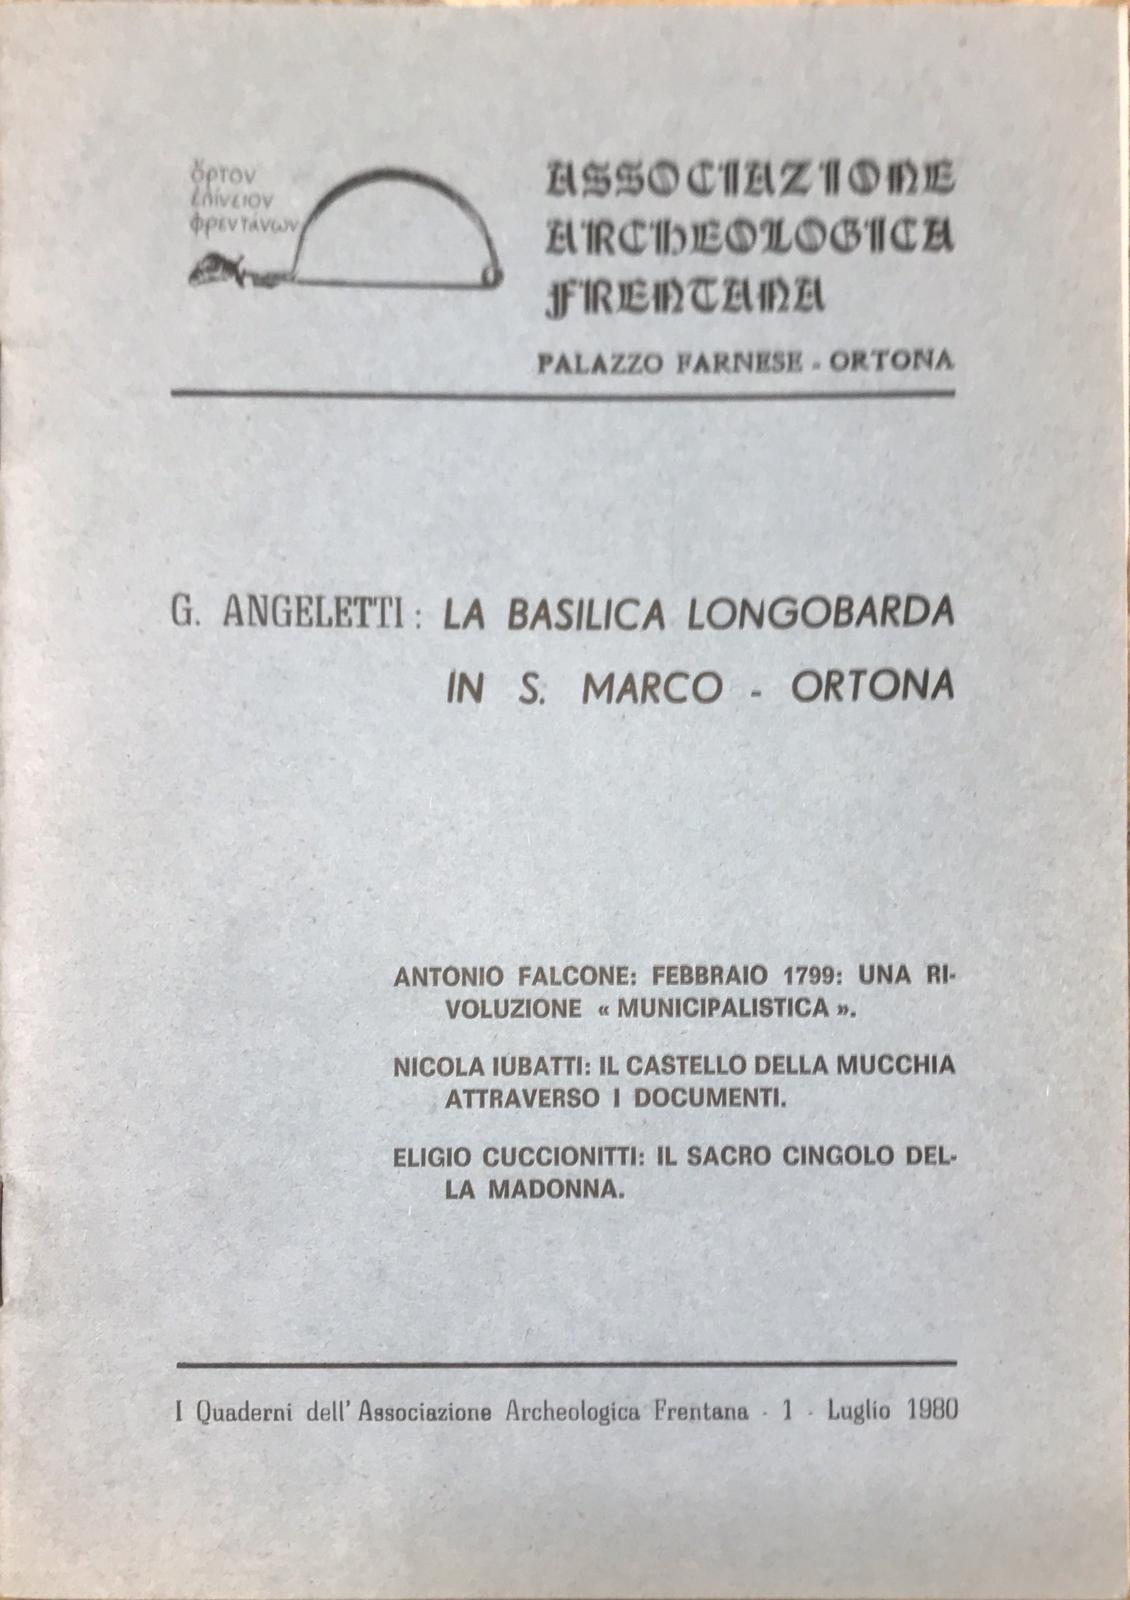 ὄρτον
ἐπίνειον
φρεντάνων
ASSOCIAZIONE
ARCHEOLOGICA
FRENTANA
PALAZZO FARNESE - ORTONA
G. ANGELETTI: LA BASILICA LONGOBARDA
IN S. MARCO - ORTONA
ANTONIO FALCONE: FEBBRAIO 1799: UNA RI-
VOLUZIONE « MUNICIPALISTICA ».
NICOLA IUBATTI: IL CASTELLO DELLA MUCCHIA
ATTRAVERSO I DOCUMENTI.
ELIGIO CUCCIONITTI: IL SACRO CINGOLO DEL-
LA MADONNA.
I Quaderni dell' Associazione Archeologica Frentana - 1 - Luglio 1980